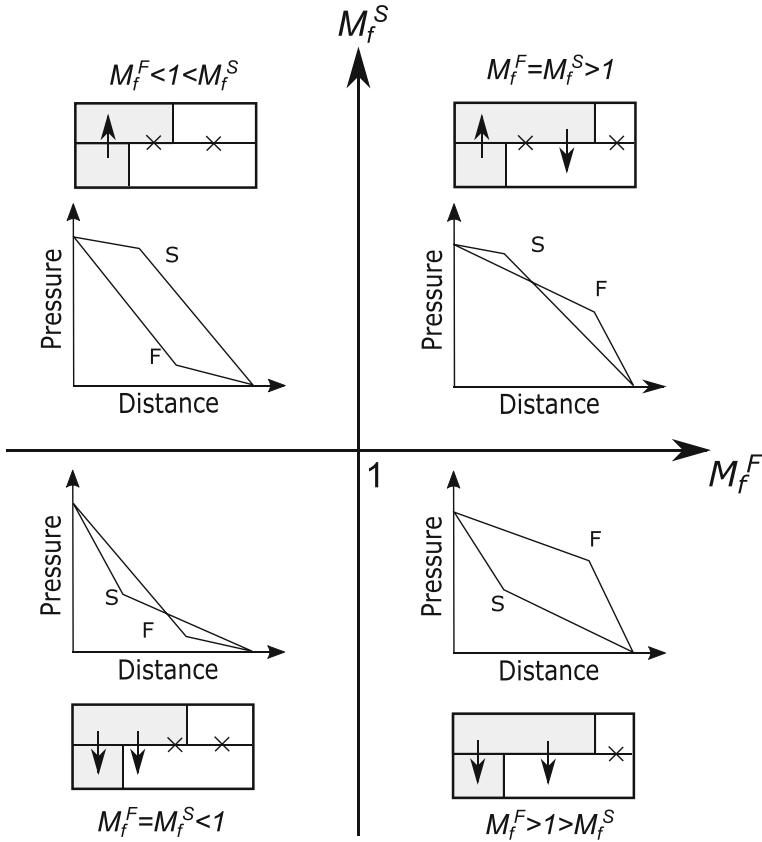 M_f^S
M_f^F<1<M_f^S
M_f^F=M_f^S>1
Pressure
S
F
Distance
Pressure
S
F
Distance
1
M_f^F
Pressure
S
F
Distance
Pressure
F
S
Distance
M_f^F=M_f^S<1
M_f^F>1>M_f^S